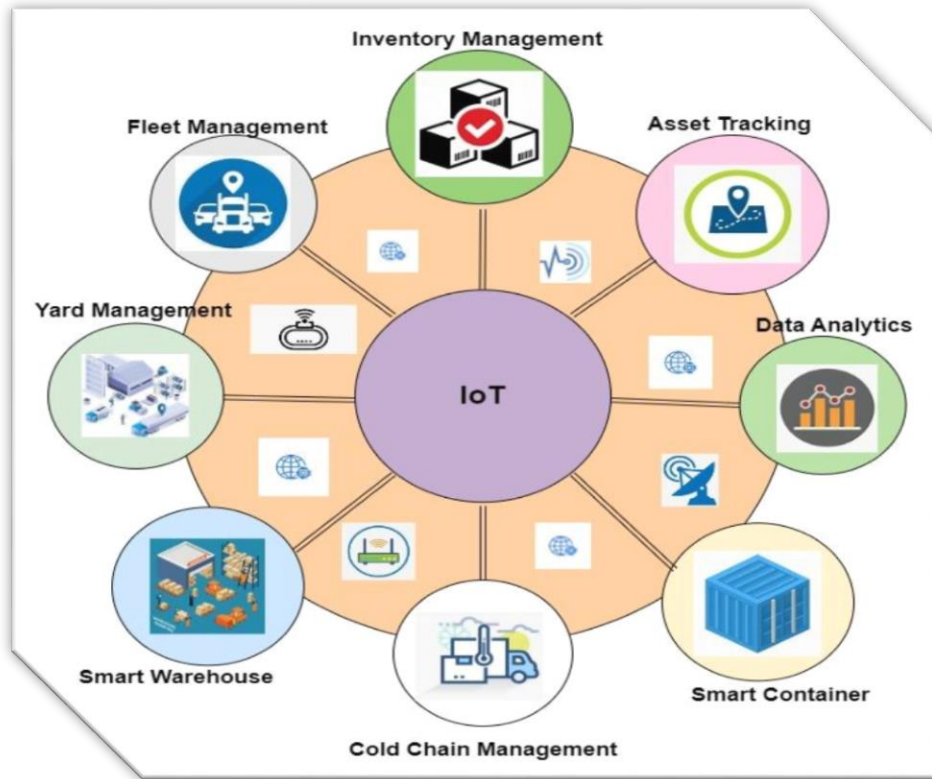 Inventory Management
Fleet Management
Asset Tracking
Yard Management
Data Analytics
IoT
Smart Warehouse
Smart Container
Cold Chain Management